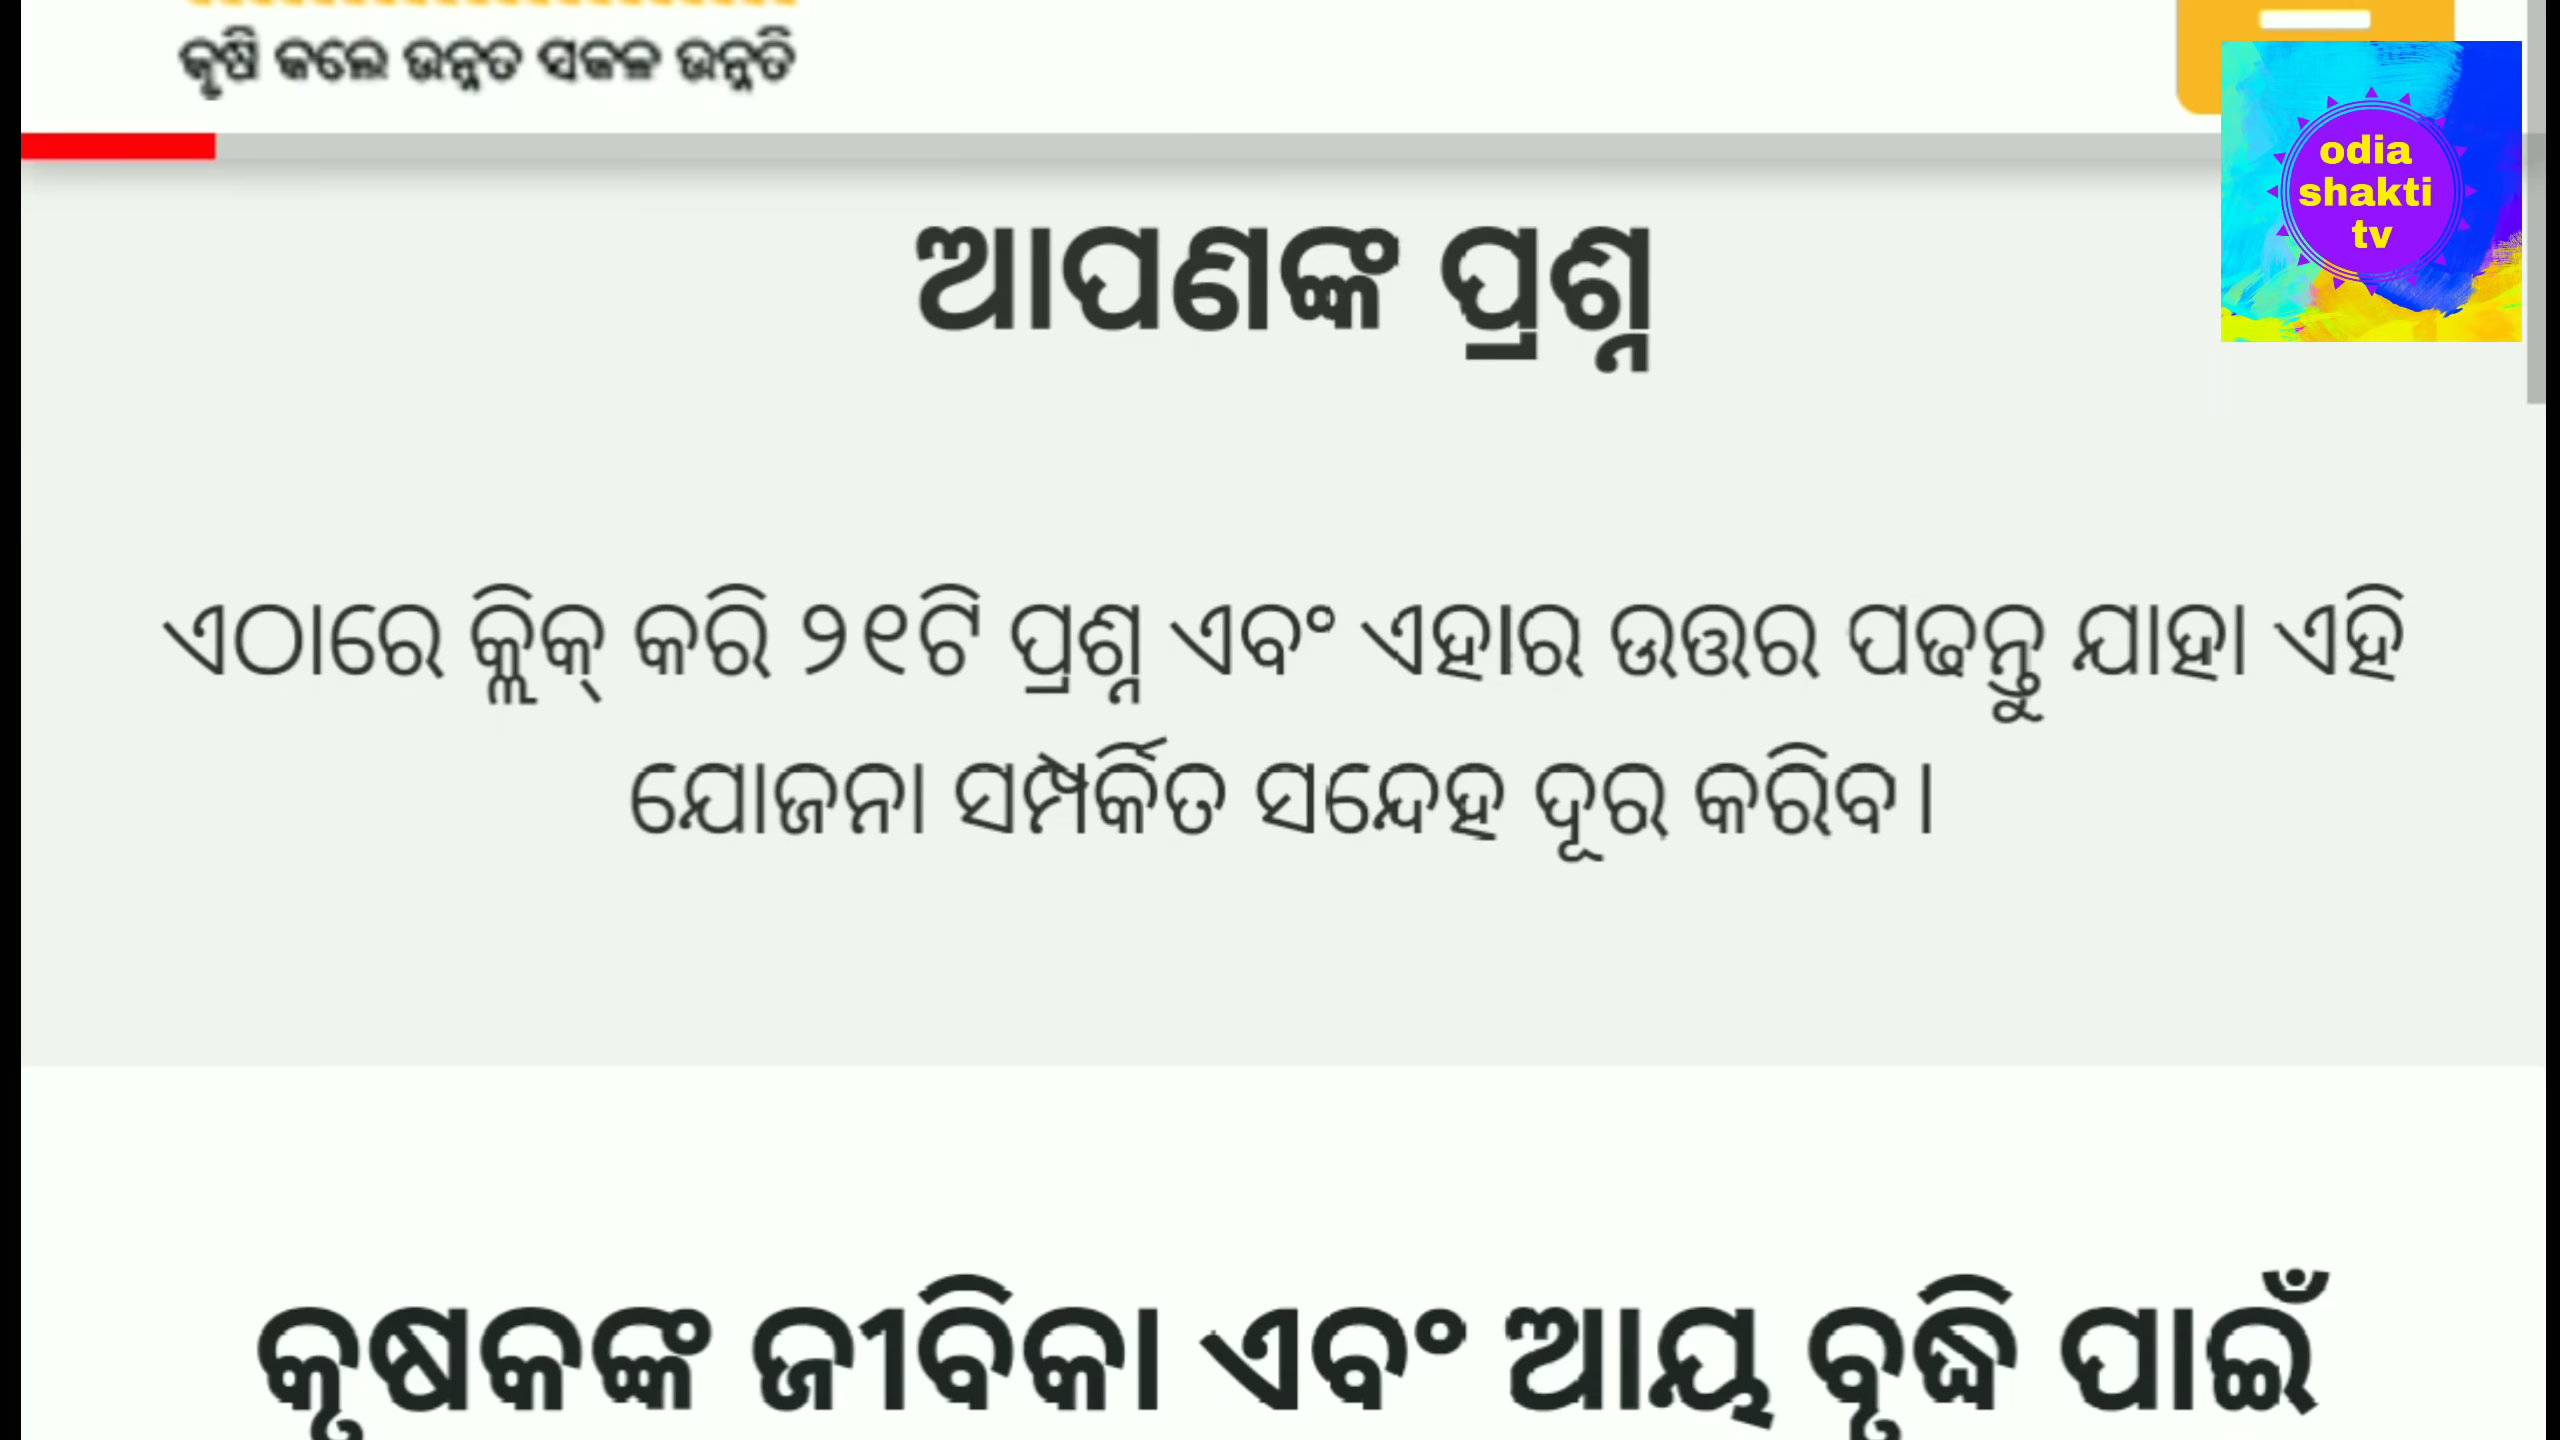 କୃଷି କଲେ ଉନ୍ନତ ସକଳ ଉନ୍ନତି
odia
shakti
tv
ଆପଣଙ୍କ ପ୍ରଶ୍ନ
ଏଠାରେ କ୍ଲିକ୍ କରି ୨୧ଟି ପ୍ରଶ୍ନ ଏବଂ ଏହାର ଉତ୍ତର ପଢନ୍ତୁ ଯାହା ଏହି
ଯୋଜନା ସମ୍ପର୍କିତ ସନ୍ଦେହ ଦୂର କରିବ।
କୃଷକଙ୍କ ଜୀବିକା ଏବଂ ଆୟ ବୃଦ୍ଧି ପାଇଁ